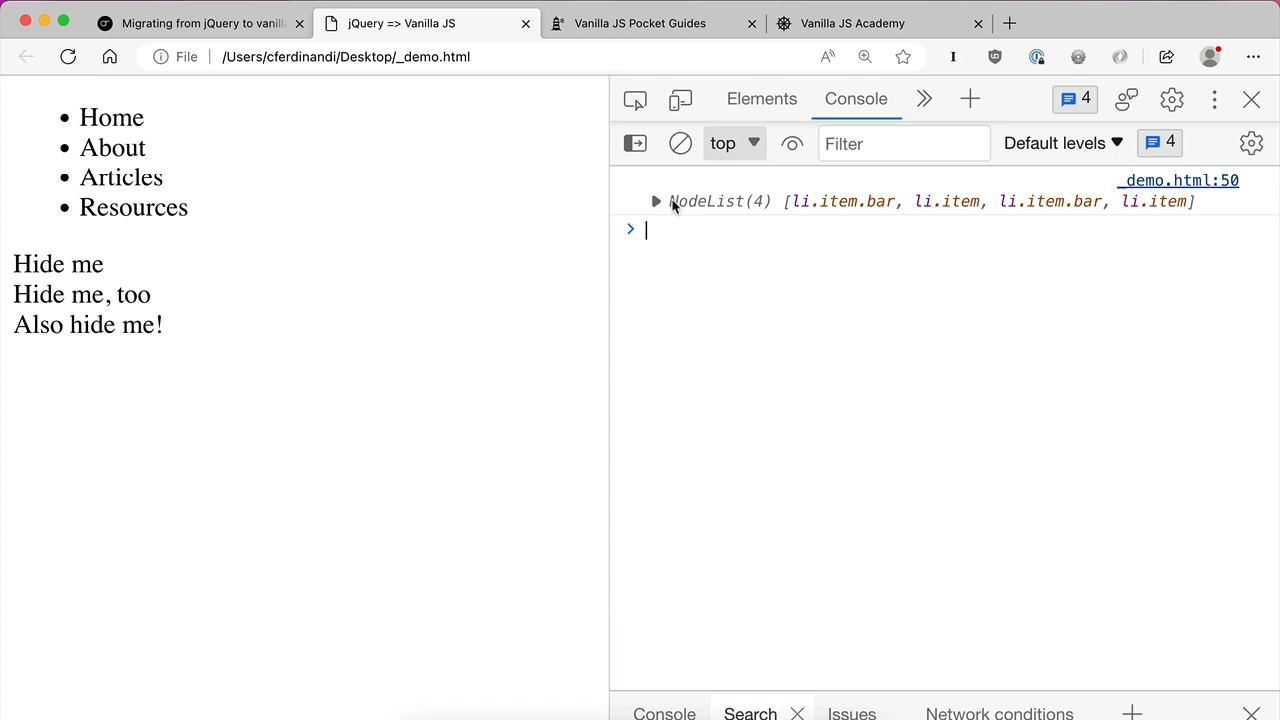 Migrating from jQuery to vanill
jQuery => Vanilla JS
Vanilla JS Pocket Guides
Vanilla JS Academy
File
/Users/cferdinandi/Desktop/_demo.html
Home
About
Articles
Resources
Hide me
Hide me, too
Also hide me!
Elements
Console
4
top
Filter
Default levels
4
_demo.html:50
NodeList(4) [li.item.bar, li.item, li.item.bar, li.item]
Console
Search
Issues
Network conditions